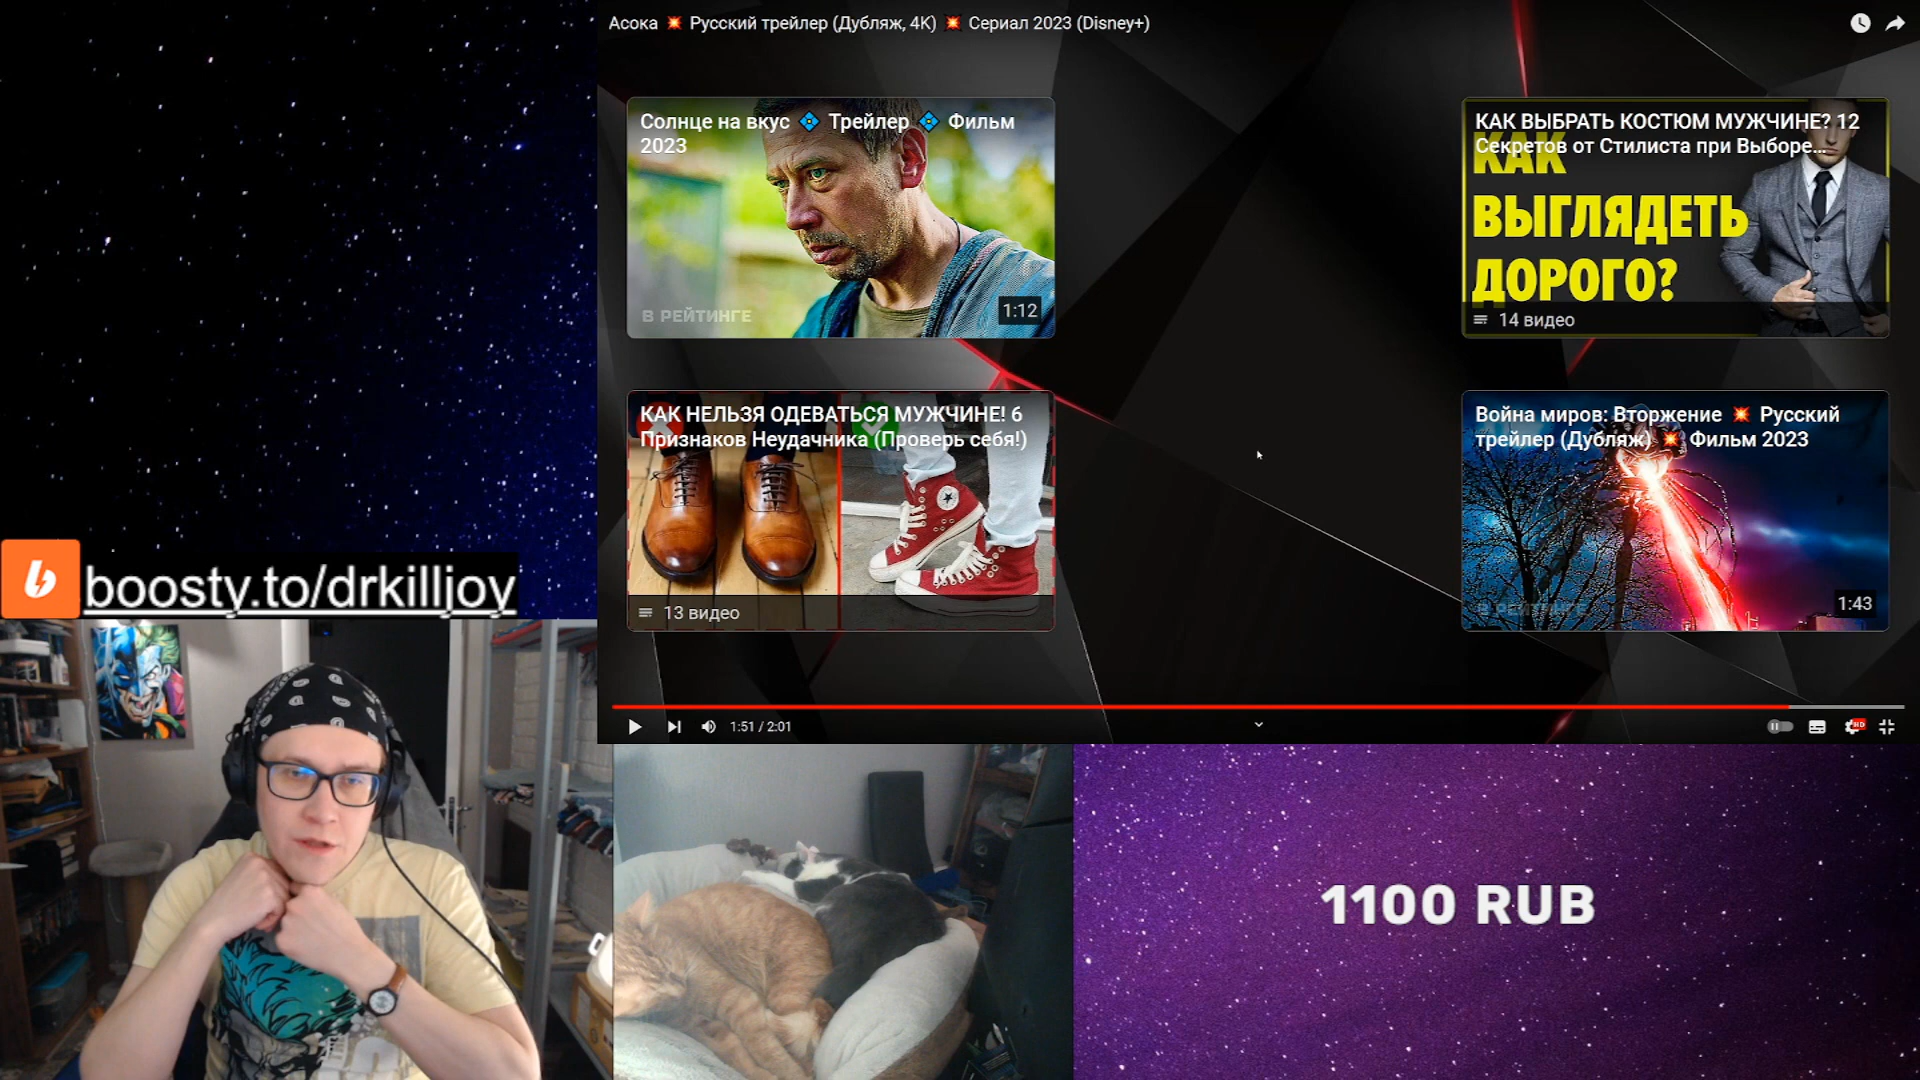 Асока 💥 Русский трейлер (Дубляж, 4K) 💥 Сериал 2023 (Disney+)
Солнце на вкус 💠 Трейлер 💠 Фильм
2023
В РЕЙТИНГЕ
1:12
КАК ВЫБРАТЬ КОСТЮМ МУЖЧИНЕ? 12
Секретов от Стилиста при Выборе...
КАК
ВЫГЛЯДЕТЬ
ДОРОГО?
14 видео
КАК НЕЛЬЗЯ ОДЕВАТЬСЯ МУЖЧИНЕ! 6
Признаков Неудачника (Проверь себя!)
13 видео
Война миров: Вторжение 💥 Русский
трейлер (Дубляж) 💥 Фильм 2023
В РЕЙТИНГЕ
1:43
boosty.to/drkilljoy
1:51 / 2:01
HD
1100 RUB